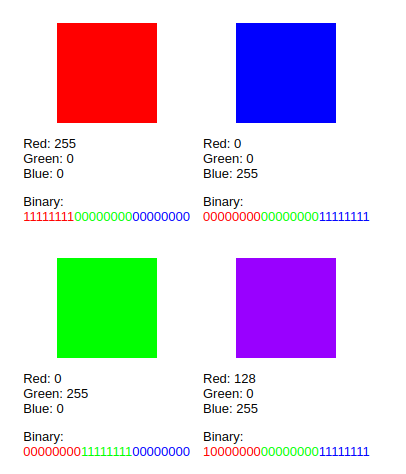 Red: 255
Green: 0
Blue: 0
Binary:
111111110000000000000000
Red: 0
Green: 0
Blue: 255
Binary:
000000000000000011111111
Red: 0
Green: 255
Blue: 0
Binary:
000000001111111100000000
Red: 128
Green: 0
Blue: 255
Binary:
100000000000000011111111